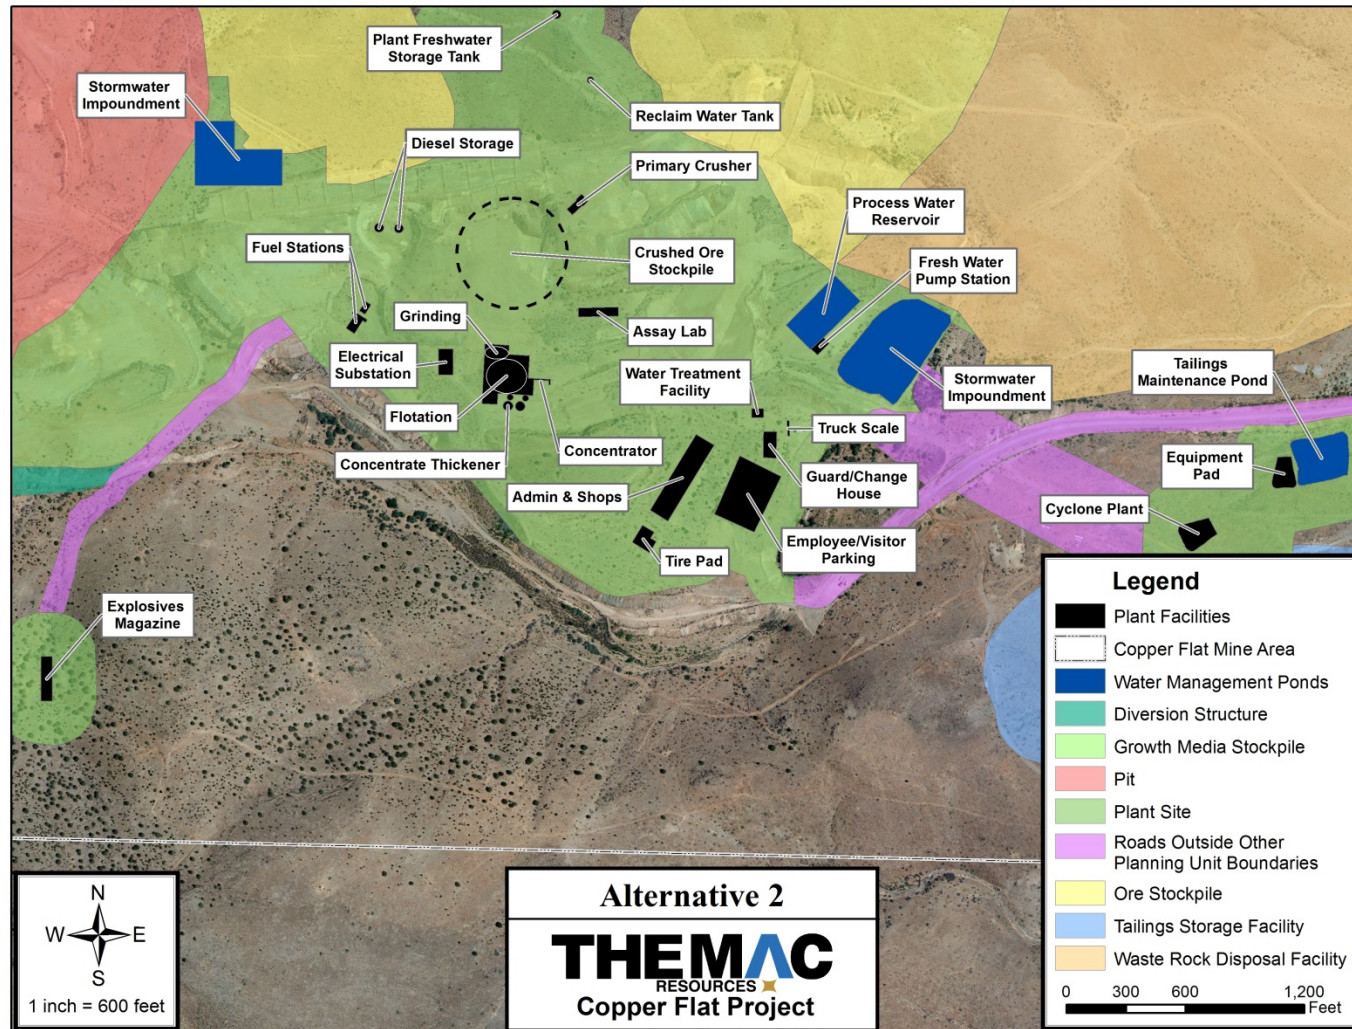 Plant Freshwater
Storage Tank
Stormwater
Impoundment
Reclaim Water Tank
Diesel Storage
Primary Crusher
Process Water
Reservoir
Fuel Stations
Crushed Ore
Stockpile
Fresh Water
Pump Station
Grinding
Assay Lab
Electrical
Substation
Water Treatment
Facility
Stormwater
Impoundment
Tailings
Maintenance Pond
Flotation
Truck Scale
Concentrate Thickener
Concentrator
Guard/Change
House
Equipment
Pad
Admin & Shops
Cyclone Plant
Employee/Visitor
Parking
Tire Pad
Explosives
Magazine
Legend
Plant Facilities
Copper Flat Mine Area
Water Management Ponds
Diversion Structure
Growth Media Stockpile
Pit
Plant Site
Roads Outside Other
Planning Unit Boundaries
Ore Stockpile
Tailings Storage Facility
Waste Rock Disposal Facility
0 300 600 1,200
Feet
N
W E
S
1 inch = 600 feet
Alternative 2
THEMAC
RESOURCES
Copper Flat Project